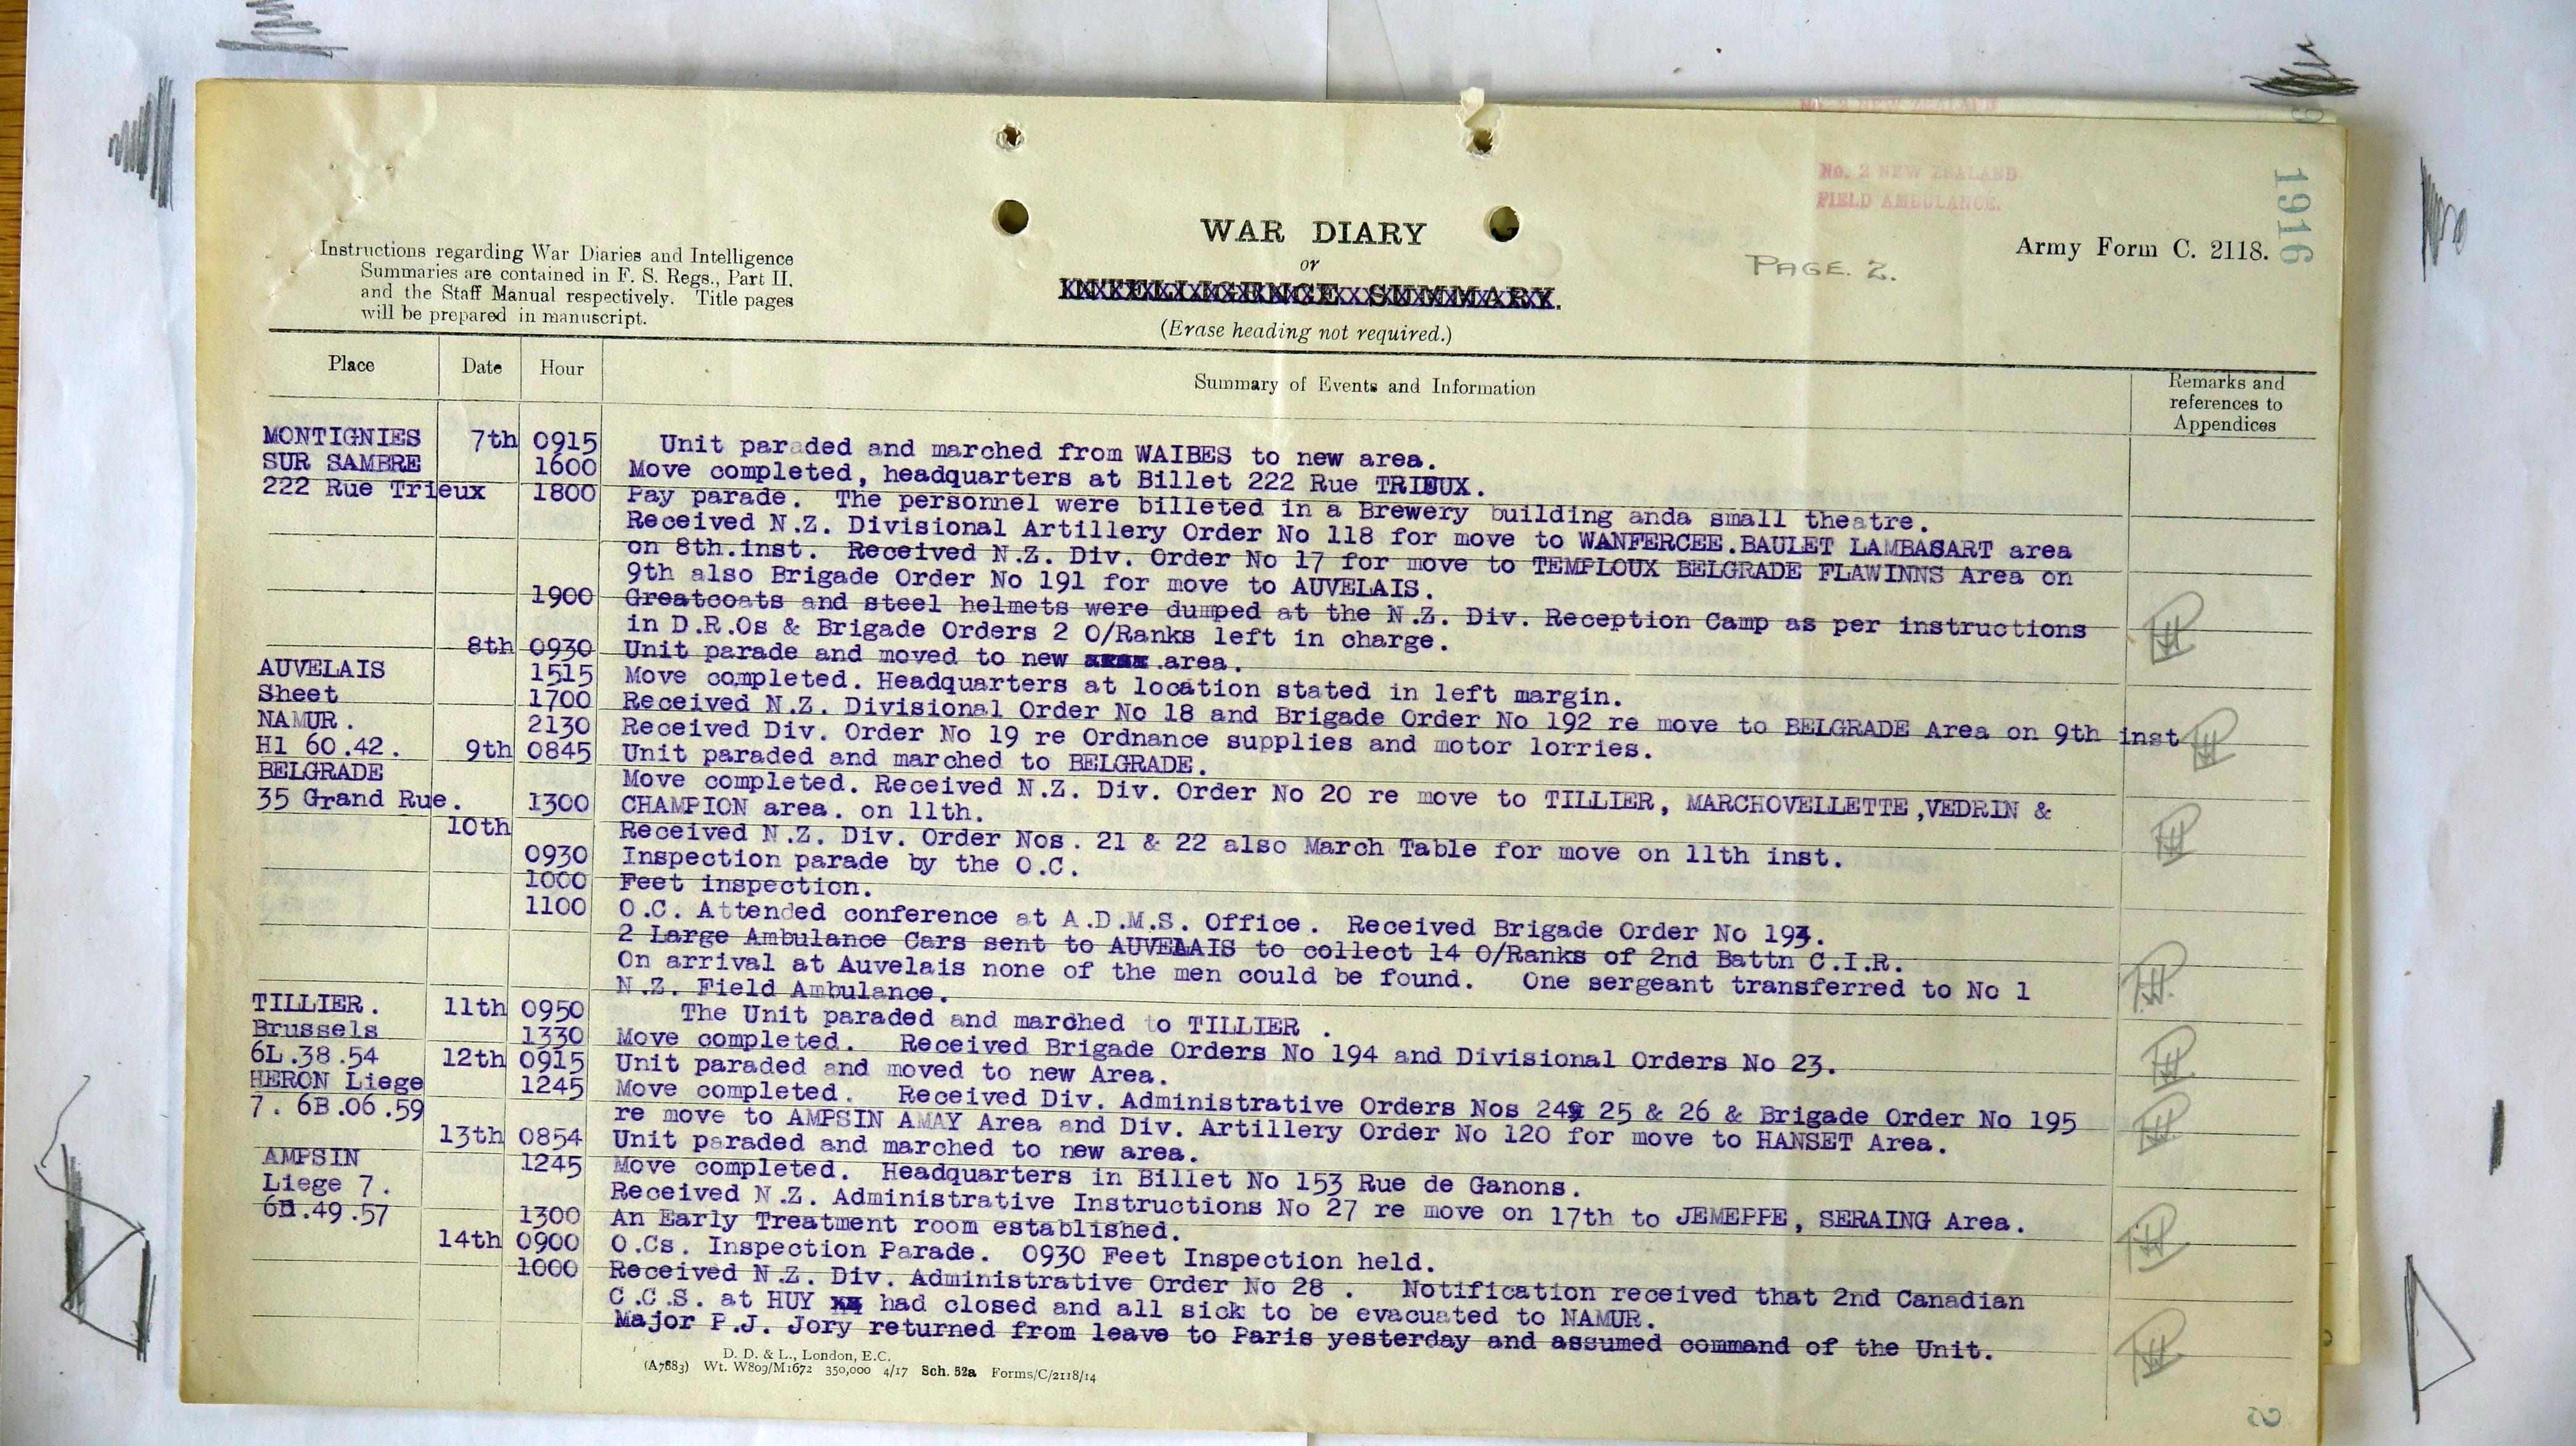 No. 2 NEW ZEALAND
No. 2 NEW ZEALAND
FIELD AMBULANCE.
1916
Instructions regarding War Diaries and Intelligence
Summaries are contained in F. S. Regs., Part II.
and the Staff Manual respectively. Title pages
will be prepared in manuscript.
WAR DIARY
or
INTELLIGENCE SUMMARY.
(Erase heading not required.)
PAGE. 2.
Army Form C. 2118.
Place Date Hour Summary of Events and Information Remarks and references to Appendices
MONTIGNIES 7th 0915 Unit paraded and marched from WAIBES to new area.
SUR SAMBRE 1600 Move completed, headquarters at Billet 222 Rue TRIEUX.
222 Rue Trieux 1800 Pay parade. The personnel were billeted in a Brewery building anda small theatre.
Received N.Z. Divisional Artillery Order No 118 for move to WANFERCEE.BAULET LAMBASART area
on 8th.inst. Received N.Z. Div. Order No 17 for move to TEMPLOUX BELGRADE FLAWINNS Area on
9th also Brigade Order No 191 for move to AUVELAIS.
1900 Greatcoats and steel helmets were dumped at the N.Z. Div. Reception Camp as per instructions
in D.R.Os & Brigade Orders 2 O/Ranks left in charge.
8th 0930 Unit parade and moved to new area.
AUVELAIS 1515 Move completed. Headquarters at location stated in left margin.
Sheet 1700 Received N.Z. Divisional Order No 18 and Brigade Order No 192 re move to BELGRADE Area on 9th inst
NAMUR. 2130 Received Div. Order No 19 re Ordnance supplies and motor lorries.
H1 60.42. 9th 0845 Unit paraded and marched to BELGRADE.
BELGRADE Move completed. Received N.Z. Div. Order No 20 re move to TILLIER, MARCHOVELLETTE,VEDRIN &
35 Grand Rue. 1300 CHAMPION area. on 11th.
10th Received N.Z. Div. Order Nos. 21 & 22 also March Table for move on 11th inst.
0930 Inspection parade by the O.C.
1000 Feet inspection.
1100 O.C. Attended conference at A.D.M.S. Office. Received Brigade Order No 193.
2 Large Ambulance Cars sent to AUVELAIS to collect 14 O/Ranks of 2nd Battn C.I.R.
On arrival at Auvelais none of the men could be found. One sergeant transferred to No 1
N.Z. Field Ambulance.
TILLIER. 11th 0950 The Unit paraded and marched to TILLIER .
Brussels 1330 Move completed. Received Brigade Orders No 194 and Divisional Orders No 23.
6L.38.54 12th 0915 Unit paraded and moved to new Area.
HERON Liege 1245 Move completed. Received Div. Administrative Orders Nos 24 25 & 26 & Brigade Order No 195
7. 6B.06.59 re move to AMPSIN AMAY Area and Div. Artillery Order No 120 for move to HANSET Area.
13th 0854 Unit paraded and marched to new area.
AMPSIN 1245 Move completed. Headquarters in Billet No 153 Rue de Ganons.
Liege 7. Received N.Z. Administrative Instructions No 27 re move on 17th to JEMEPPE, SERAING Area.
.49.57 1300 An Early Treatment room established.
14th 0900 O.Cs. Inspection Parade. 0930 Feet Inspection held.
1000 Received N.Z. Div. Administrative Order No 28 . Notification received that 2nd Canadian
C.C.S. at HUY had closed and all sick to be evacuated to NAMUR.
Major P.J. Jory returned from leave to Paris yesterday and assumed command of the Unit.
D. D. & L., London, E.C.
(A7883) Wt. W809/M1672 350,000 4/17 Sch. 52a Forms/C/2118/14
2